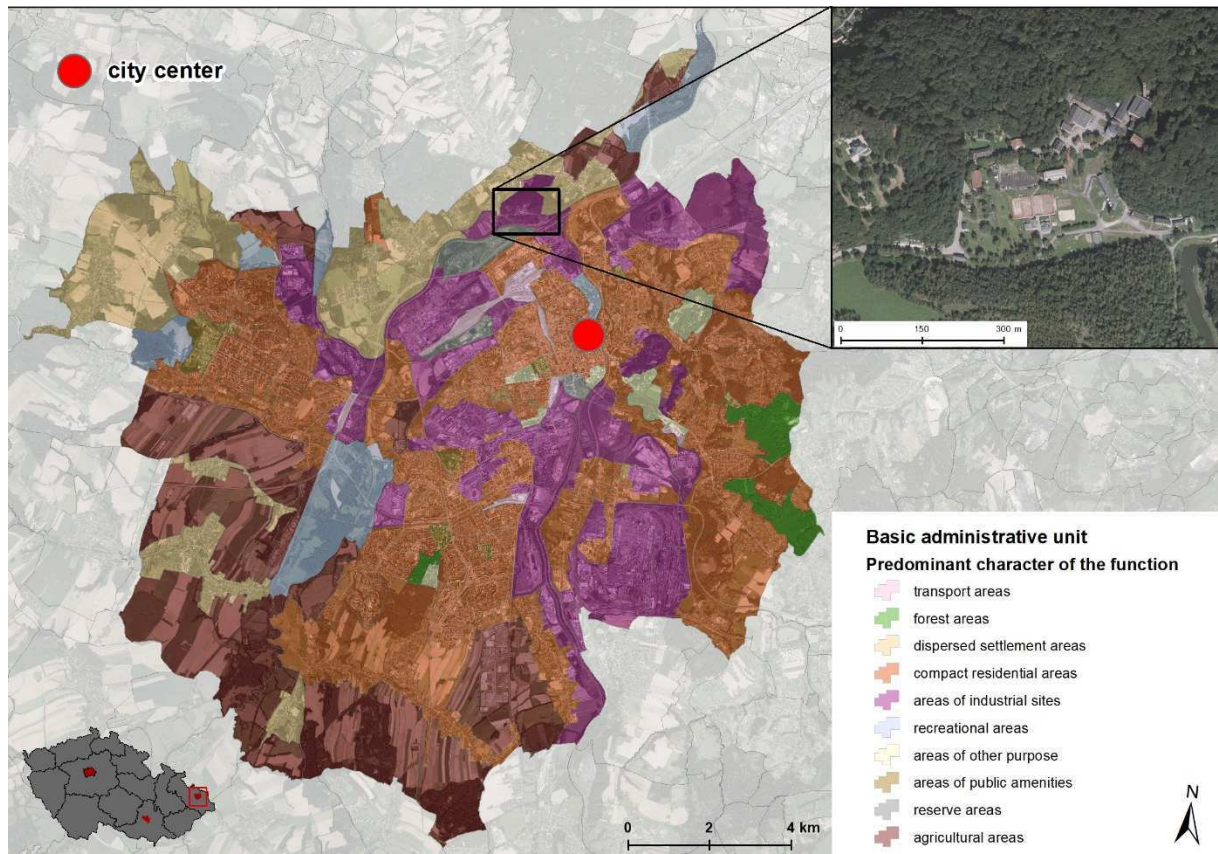 city center
0 150 300 m
Basic administrative unit
Predominant character of the function
transport areas
forest areas
dispersed settlement areas
compact residential areas
areas of industrial sites
recreational areas
areas of other purpose
areas of public amenities
reserve areas
agricultural areas
N
0 2 4 km